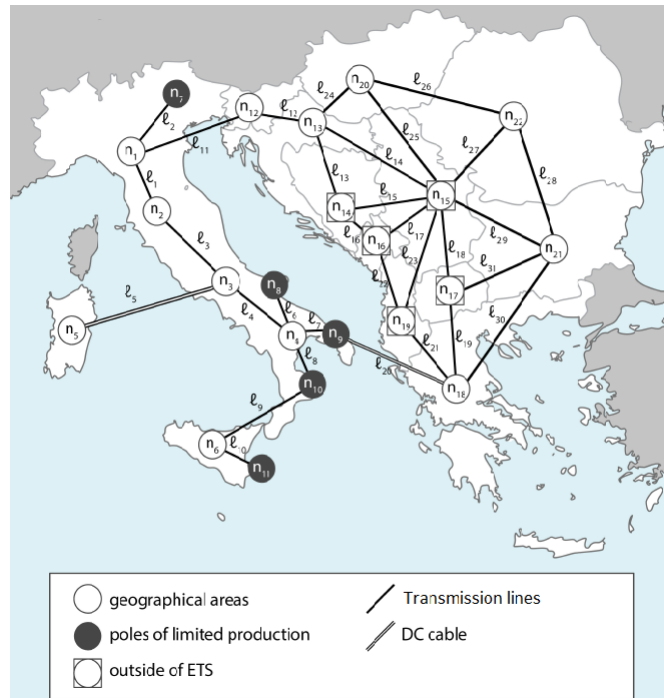 n₂₀
ℓ₂₆
n₇
ℓ₂₄
n₁₂
ℓ₁₂
n₂₂
ℓ₂
n₁₃
ℓ₂₅
ℓ₁₁
ℓ₂₇
n₁
ℓ₁₄
ℓ₁₃
ℓ₂₈
ℓ₁
ℓ₁₅
n₁₅
n₂
n₁₄
ℓ₁₇
ℓ₂₉
ℓ₁₆
n₁₆
ℓ₃
ℓ₂₃
ℓ₁₈
n₂₁
ℓ₃₁
n₃
n₈
ℓ₂₂
ℓ₅
n₁₇
ℓ₆
ℓ₃₀
ℓ₄
ℓ₇
n₁₉
n₅
n₉
ℓ₂₁
ℓ₁₉
ℓ₈
ℓ₂₀
n₁₀
n₁₈
ℓ₉
n₆
n₁₁
geographical areas
Transmission lines
poles of limited production
DC cable
outside of ETS